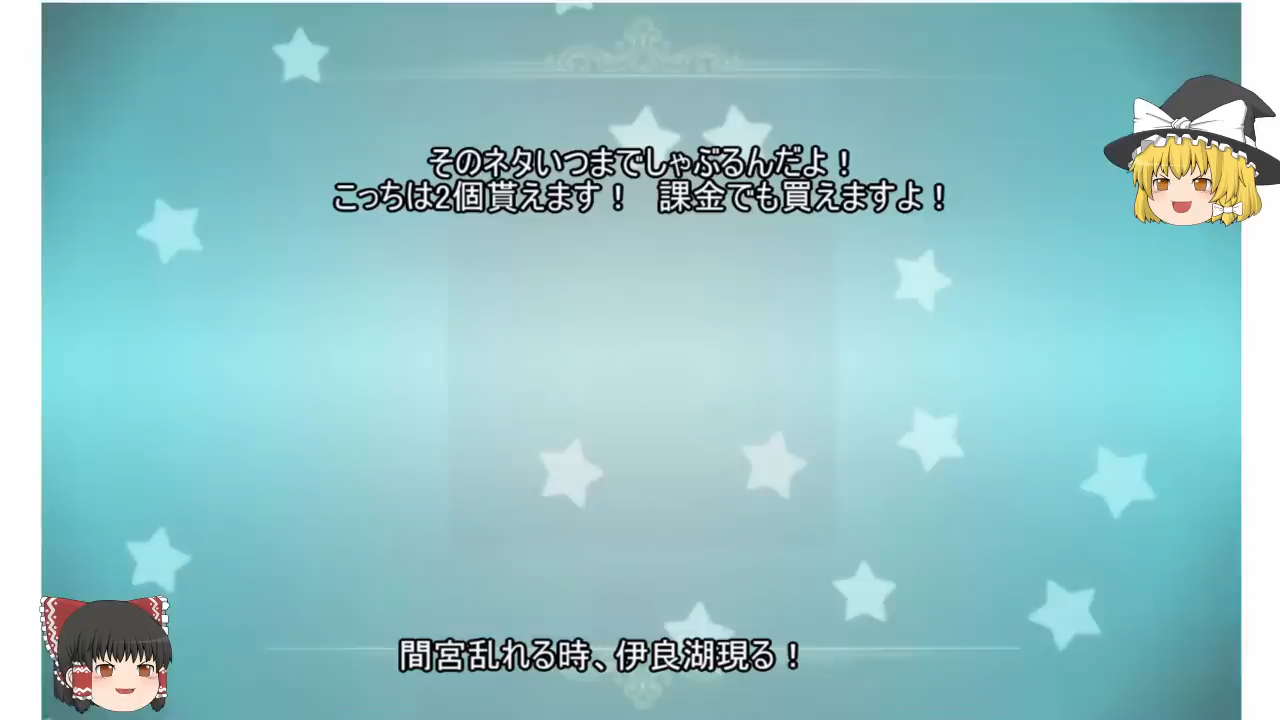 そのネタいつまでしゃぶるんだよ！
こっちは2個貰えます！　課金でも買えますよ！
間宮乱れる時、伊良湖現る！